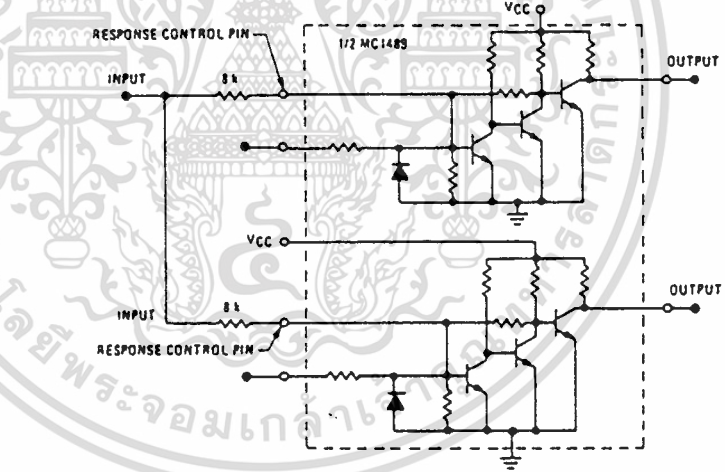 VCC
RESPONSE CONTROL PIN
1/2 MC1489
INPUT
8 k
OUTPUT
VCC
INPUT
8 k
OUTPUT
RESPONSE CONTROL PIN